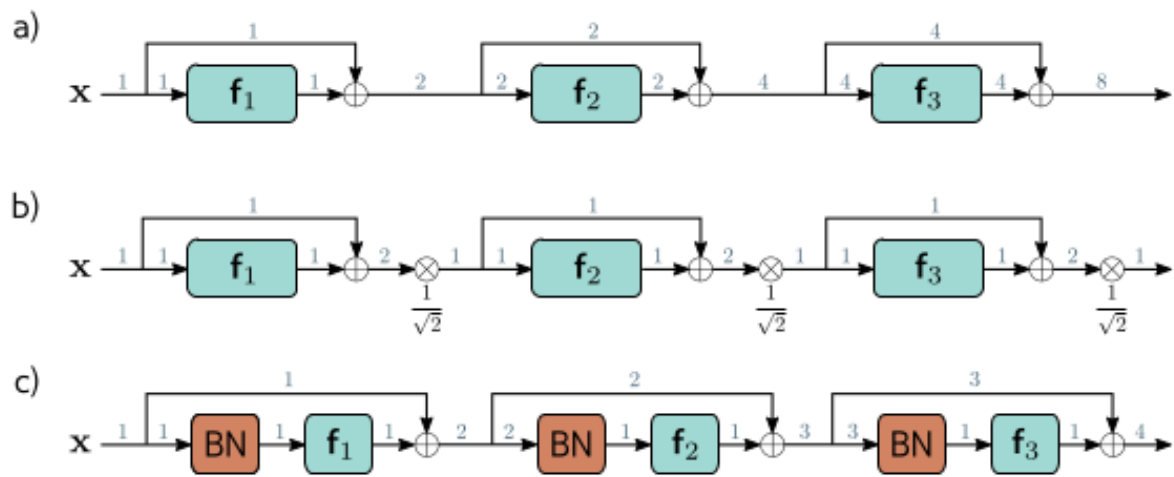 a)
1 2 4
x 1 1 f1 1 2 2 f2 2 4 4 f3 4 8
b)
1 1 1
x 1 1 f1 1 2 1 1 f2 1 2 1 1 f3 1 2 1
1/√2 1/√2 1/√2
c)
1 2 3
x 1 1 BN 1 f1 1 2 2 BN 1 f2 1 3 3 BN 1 f3 1 4